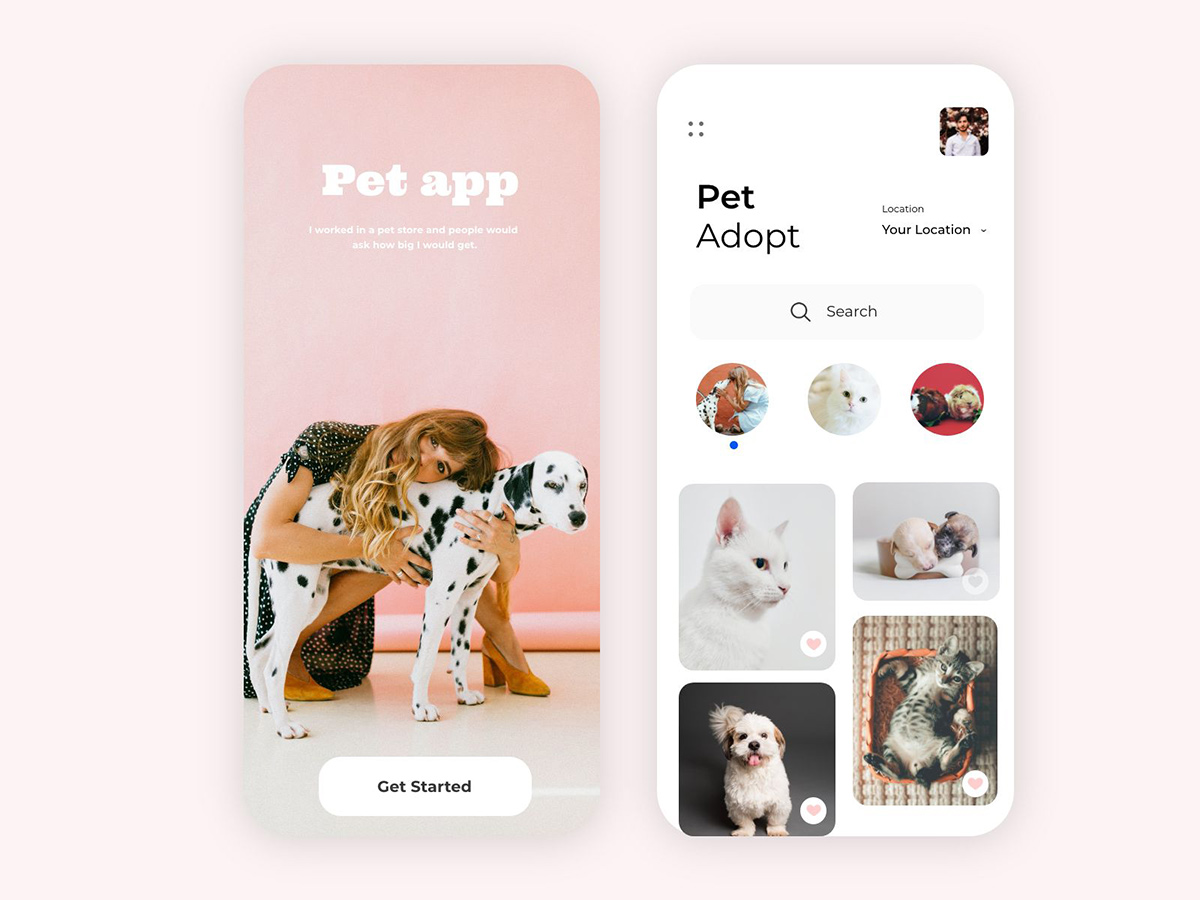 Pet app
I worked in a pet store and people would
ask how big I would get.
Get Started
Pet
Adopt
Location
Your Location
Search